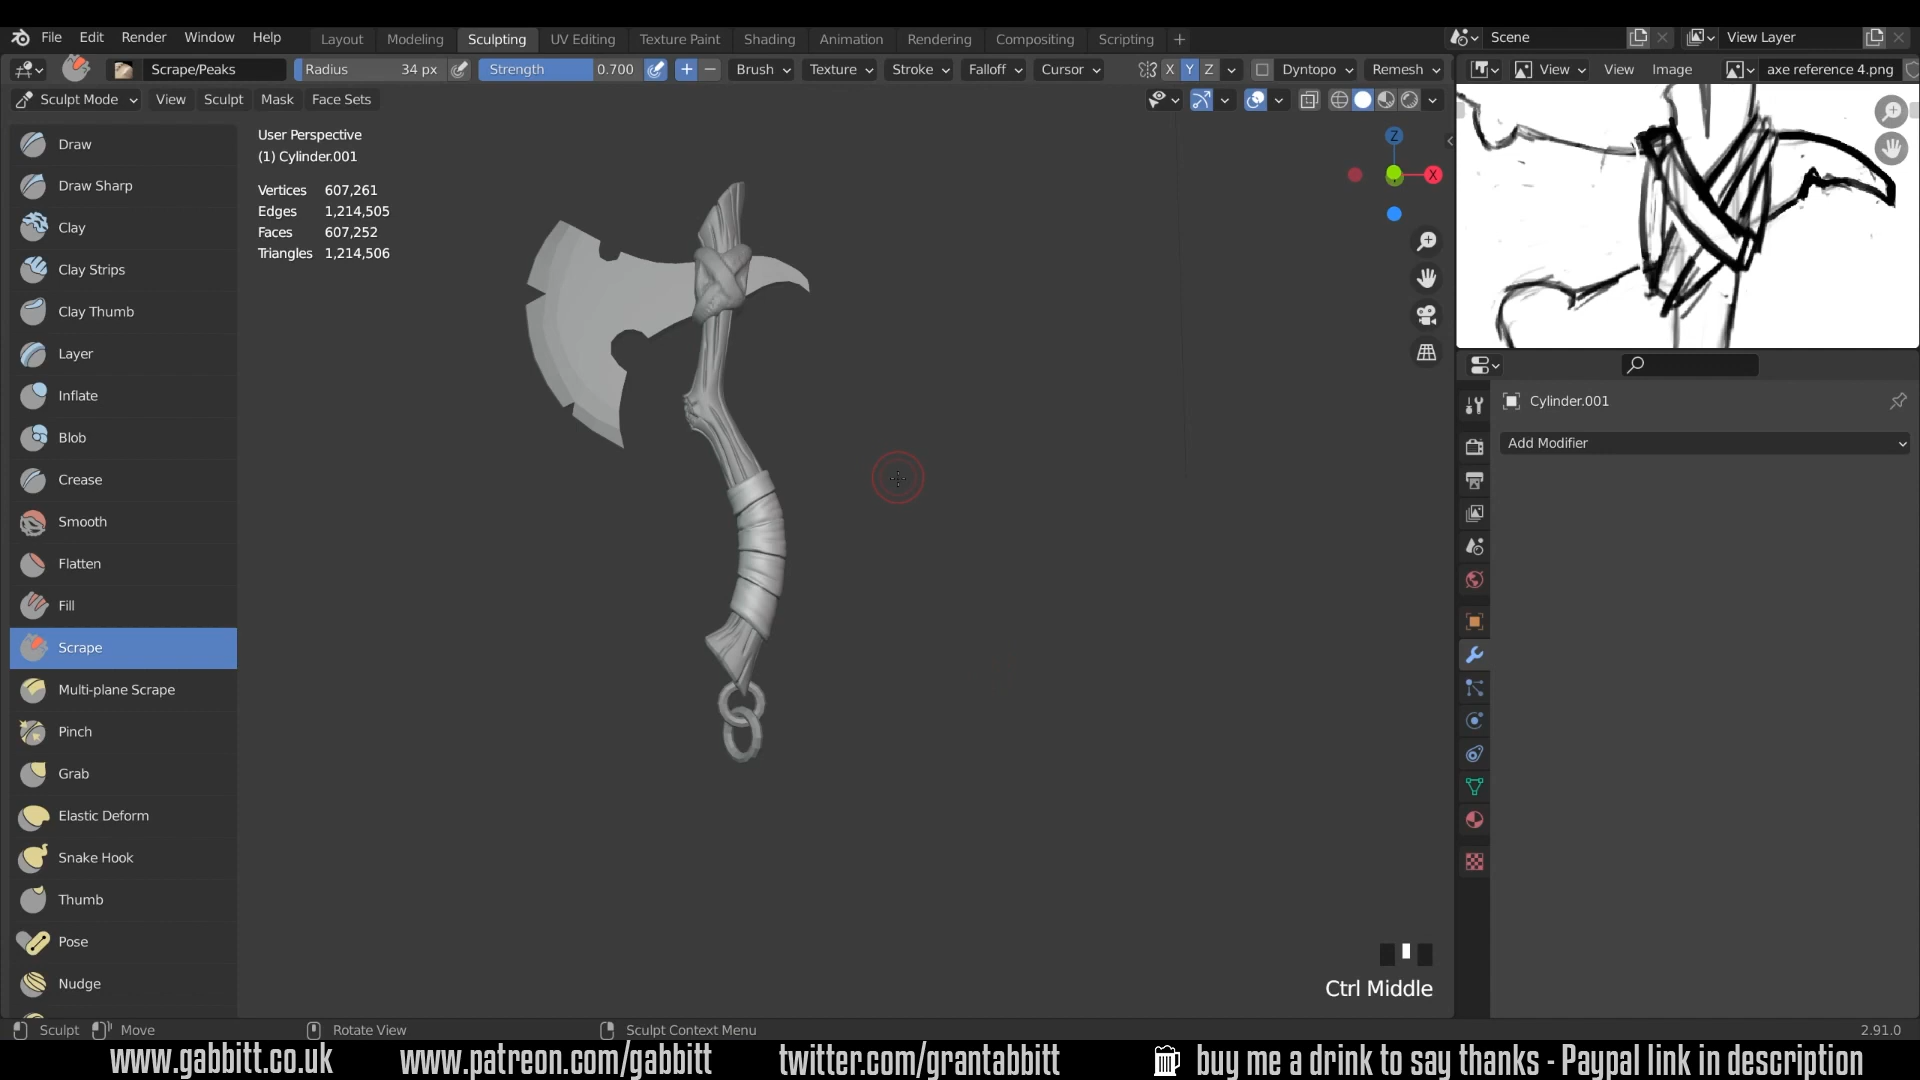 File Edit Render Window Help
Layout Modeling Sculpting UV Editing Texture Paint Shading Animation Rendering Compositing Scripting
Scene
View Layer
Scrape/Peaks
Radius 34 px
Strength 0.700
Brush Texture Stroke Falloff Cursor
X Y Z
Dyntopo Remesh
View View Image
axe reference 4.png
Sculpt Mode View Sculpt Mask Face Sets
Draw
Draw Sharp
Clay
Clay Strips
Clay Thumb
Layer
Inflate
Blob
Crease
Smooth
Flatten
Fill
Scrape
Multi-plane Scrape
Pinch
Grab
Elastic Deform
Snake Hook
Thumb
Pose
Nudge
User Perspective
(1) Cylinder.001
Vertices 607,261
Edges 1,214,505
Faces 607,252
Triangles 1,214,506
Z
X
Cylinder.001
Add Modifier
Ctrl Middle
Sculpt Move Rotate View Sculpt Context Menu 2.91.0
www.gabbitt.co.uk www.patreon.com/gabbitt twitter.com/grantabbitt buy me a drink to say thanks - Paypal link in description